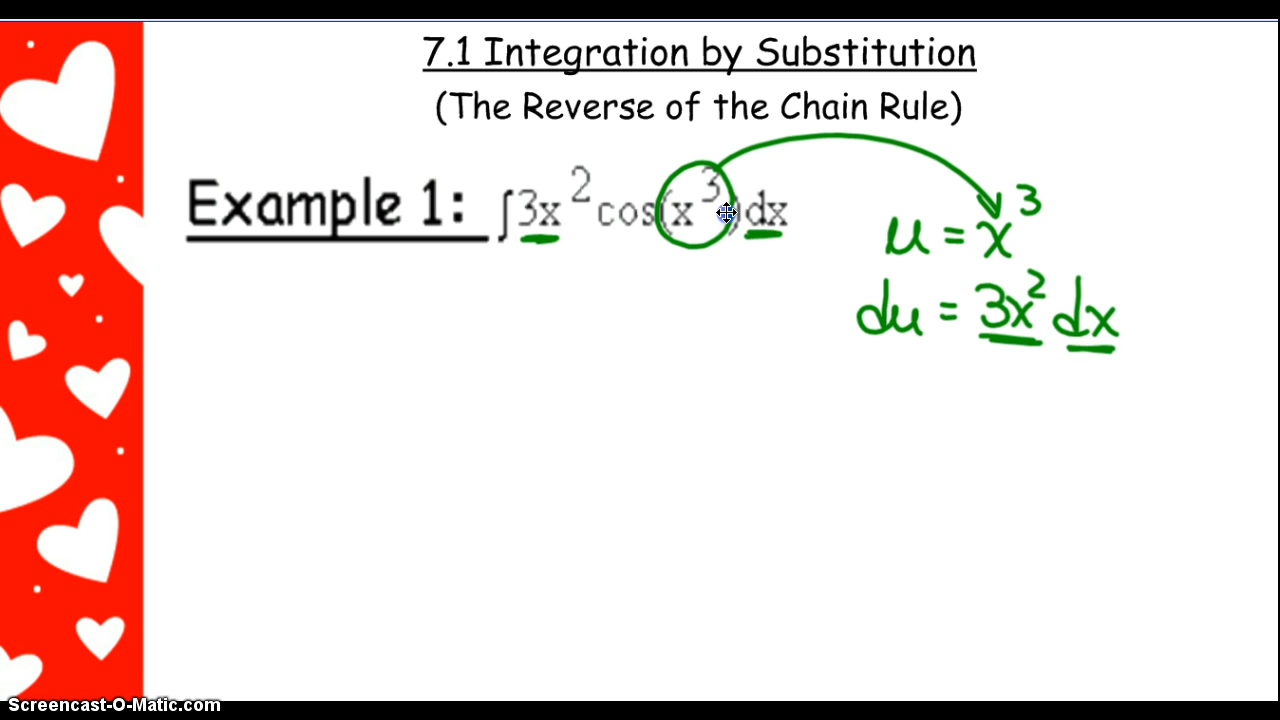 7.1 Integration by Substitution
(The Reverse of the Chain Rule)
Example 1: ∫3x²cos(x³)dx
u = x³
du = 3x² dx
Screencast-O-Matic.com